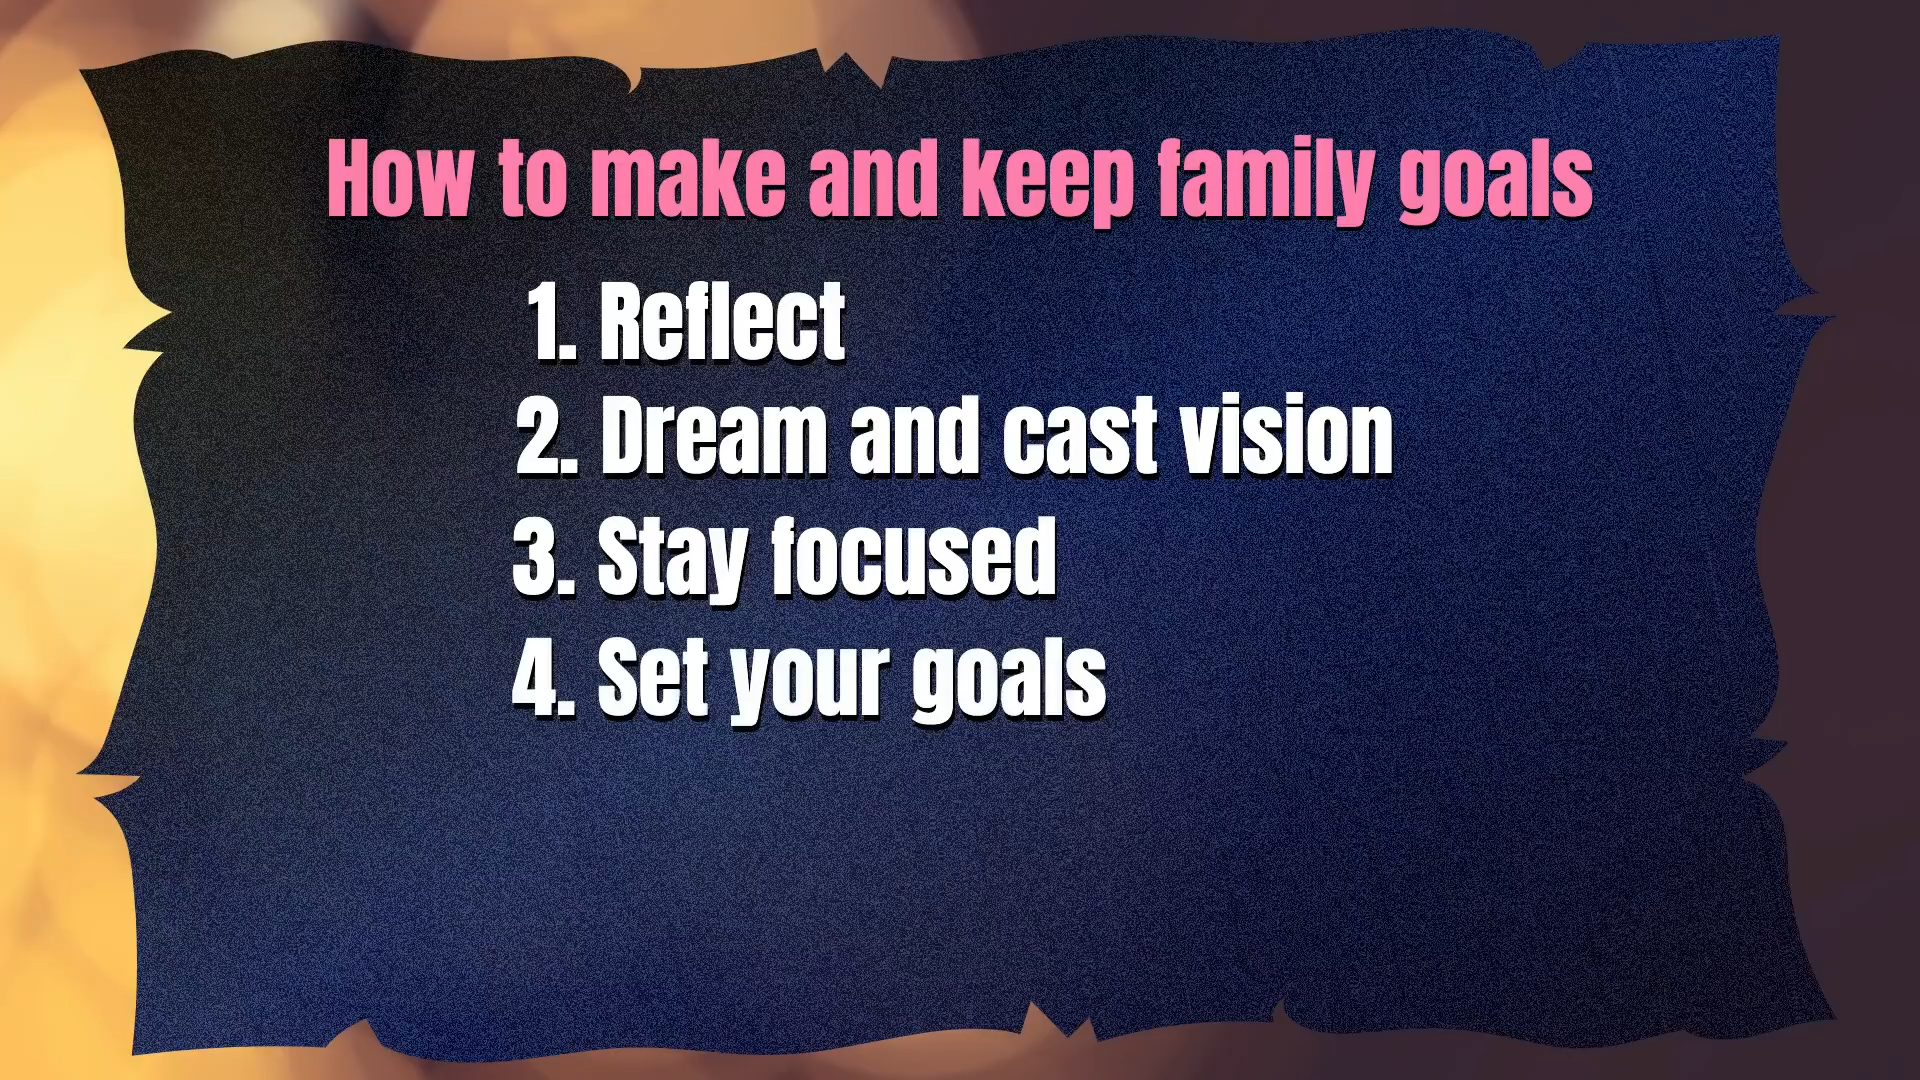 How to make and keep family goals
1. Reflect
2. Dream and cast vision
3. Stay focused
4. Set your goals